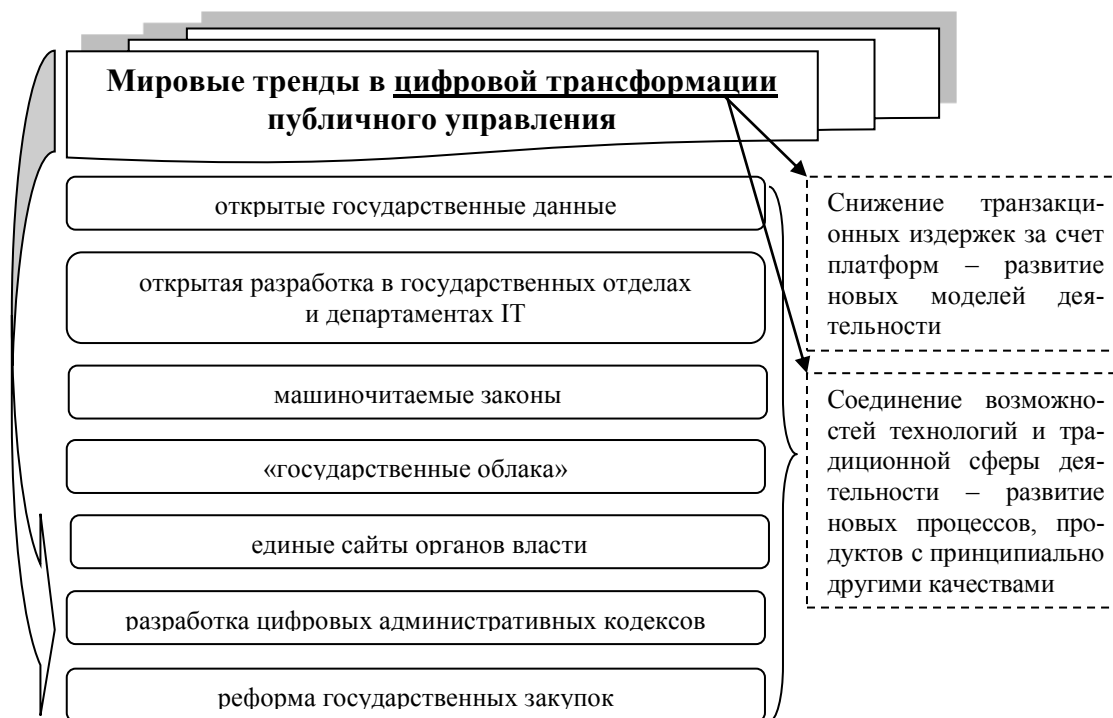 Мировые тренды в цифровой трансформации
публичного управления
открытые государственные данные
открытая разработка в государственных отделах
и департаментах IT
машиночитаемые законы
«государственные облака»
единые сайты органов власти
разработка цифровых административных кодексов
реформа государственных закупок
Снижение транзакци-
онных издержек за счет
платформ – развитие
новых моделей дея-
тельности
Соединение возможно-
стей технологий и тра-
диционной сферы дея-
тельности – развитие
новых процессов, про-
дуктов с принципиально
другими качествами